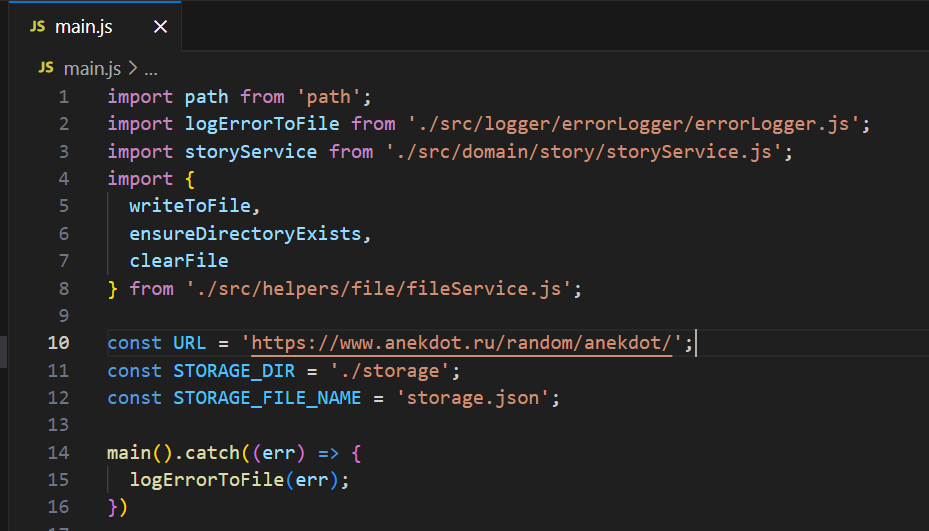 JS main.js ×
JS main.js > ...
1 import path from 'path';
2 import logErrorToFile from './src/logger/errorLogger/errorLogger.js';
3 import storyService from './src/domain/story/storyService.js';
4 import {
5   writeToFile,
6   ensureDirectoryExists,
7   clearFile
8 } from './src/helpers/file/fileService.js';
9
10 const URL = 'https://www.anekdot.ru/random/anekdot/';
11 const STORAGE_DIR = './storage';
12 const STORAGE_FILE_NAME = 'storage.json';
13
14 main().catch((err) => {
15   logErrorToFile(err);
16 })
17